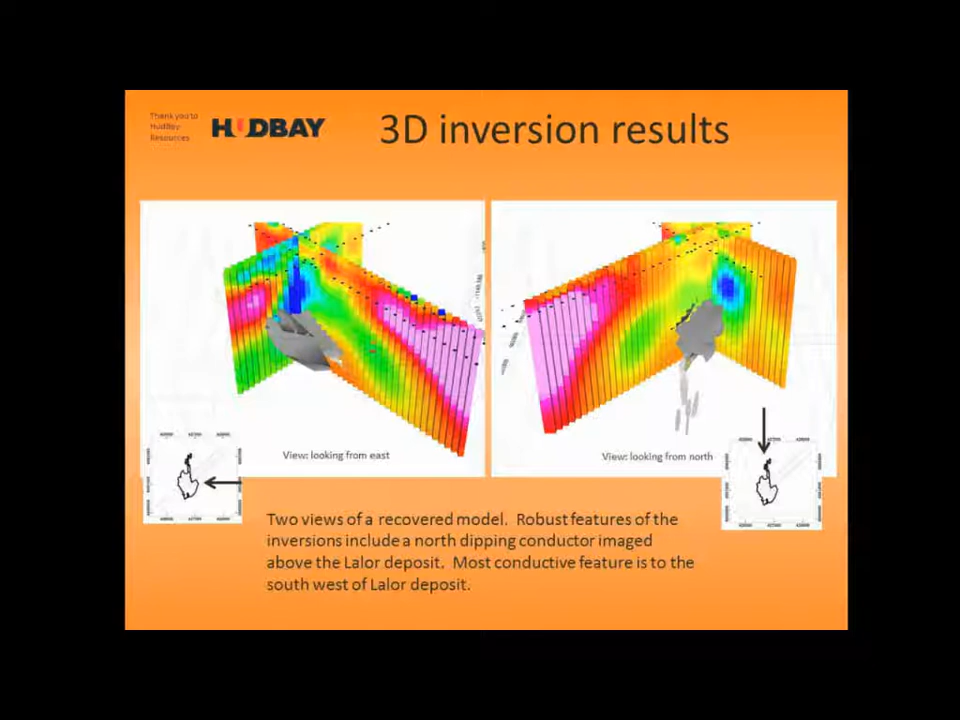 Thank you to
HudBay
Resources
HUDBAY
3D inversion results
View: looking from east
View: looking from north
Two views of a recovered model. Robust features of the
inversions include a north dipping conductor imaged
above the Lalor deposit. Most conductive feature is to the
south west of Lalor deposit.